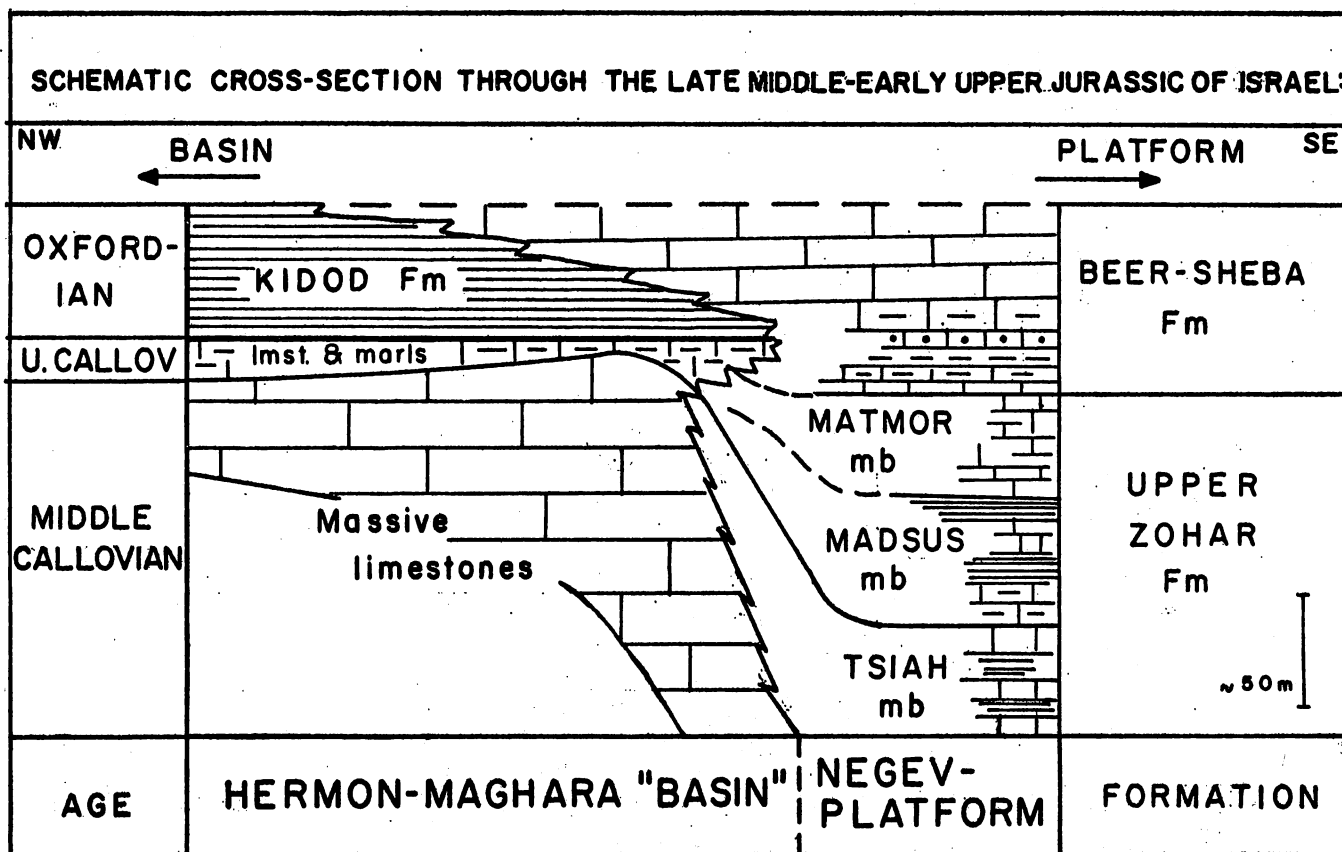 SCHEMATIC CROSS-SECTION THROUGH THE LATE MIDDLE-EARLY UPPER JURASSIC OF ISRAEL:
NW
BASIN
PLATFORM
SE
OXFORD-
IAN
KIDOD Fm
BEER-SHEBA
Fm
U. CALLOV
lmst. & marls
MIDDLE
CALLOVIAN
Massive
limestones
MATMOR
mb
MADSUS
mb
TSIAH
mb
UPPER
ZOHAR
Fm
~50m
AGE
HERMON-MAGHARA "BASIN"
NEGEV-
PLATFORM
FORMATION